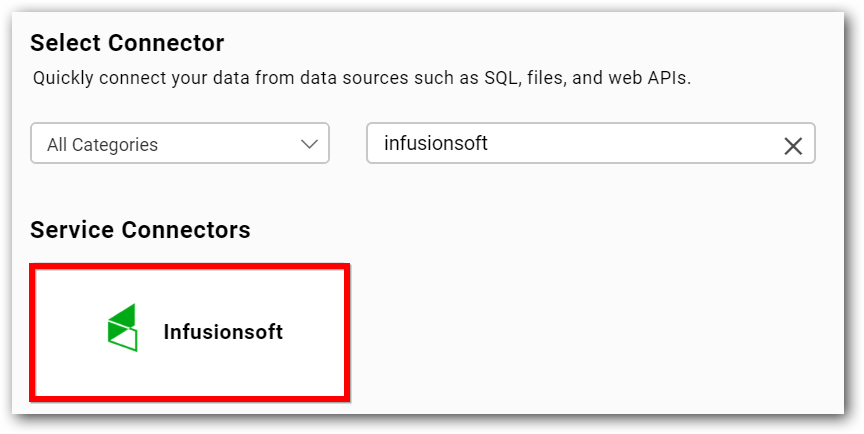 Select Connector
Quickly connect your data from data sources such as SQL, files, and web APIs.
All Categories
infusionsoft
Service Connectors
Infusionsoft